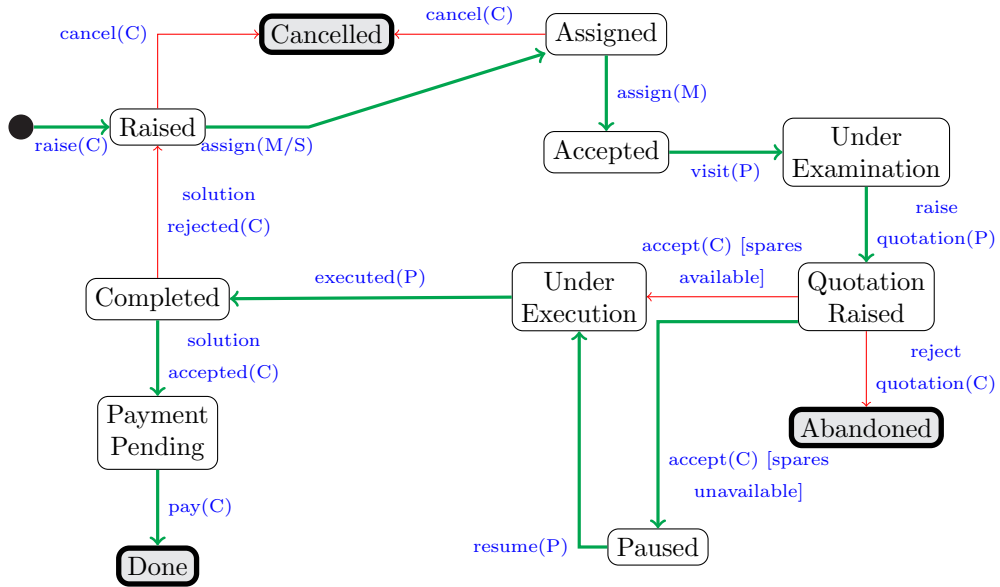 cancel(C)
Cancelled
cancel(C)
Assigned
assign(M)
raise(C)
Raised
assign(M/S)
Accepted
visit(P)
Under
Examination
solution
rejected(C)
raise
quotation(P)
accept(C) [spares
available]
Completed
executed(P)
Under
Execution
Quotation
Raised
solution
accepted(C)
reject
quotation(C)
Payment
Pending
Abandoned
accept(C) [spares
unavailable]
pay(C)
resume(P)
Paused
Done